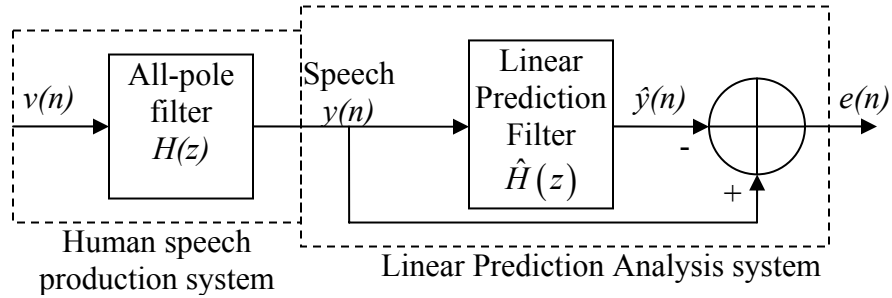 v(n)
All-pole
filter
H(z)
Speech
y(n)
Linear
Prediction
Filter
Ĥ(z)
ŷ(n)
-
+
e(n)
Human speech
production system
Linear Prediction Analysis system